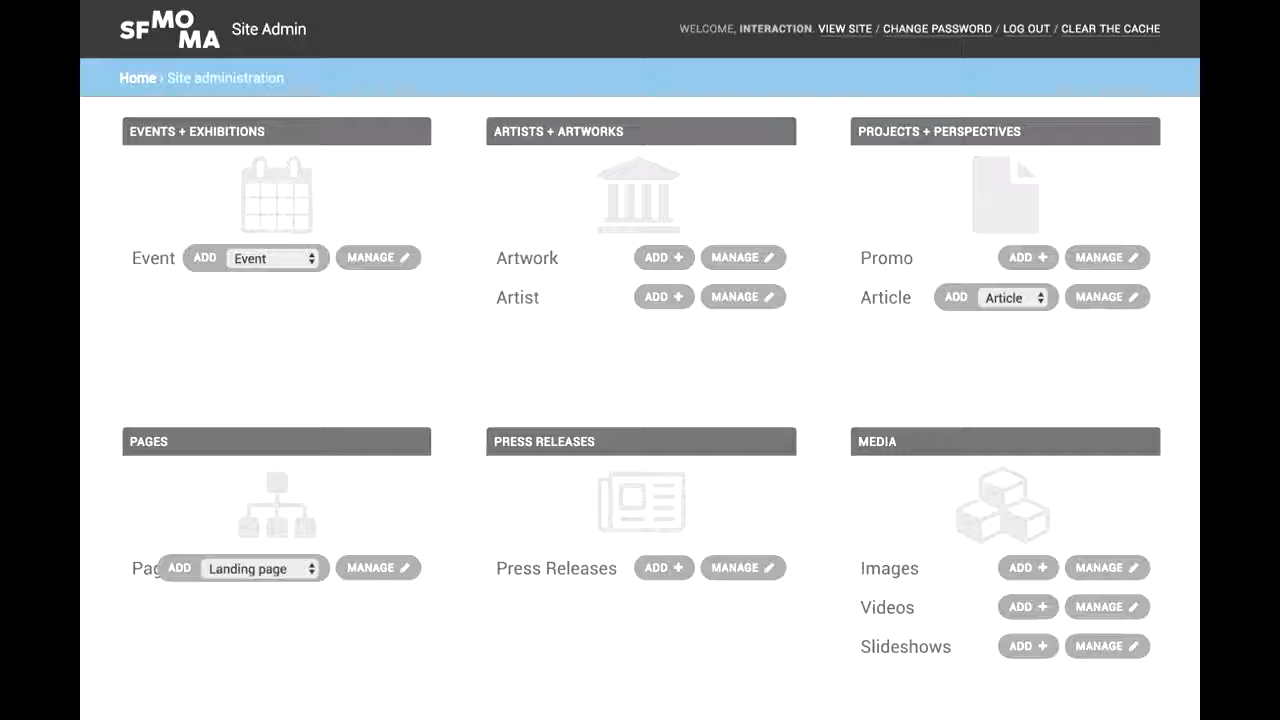 SFMOMA Site Admin
WELCOME, INTERACTION. VIEW SITE / CHANGE PASSWORD / LOG OUT / CLEAR THE CACHE
Home › Site administration
EVENTS + EXHIBITIONS
Event ADD Event MANAGE
ARTISTS + ARTWORKS
Artwork ADD + MANAGE
Artist ADD + MANAGE
PROJECTS + PERSPECTIVES
Promo ADD + MANAGE
Article ADD Article MANAGE
PAGES
Pag ADD Landing page MANAGE
PRESS RELEASES
Press Releases ADD + MANAGE
MEDIA
Images ADD + MANAGE
Videos ADD + MANAGE
Slideshows ADD + MANAGE